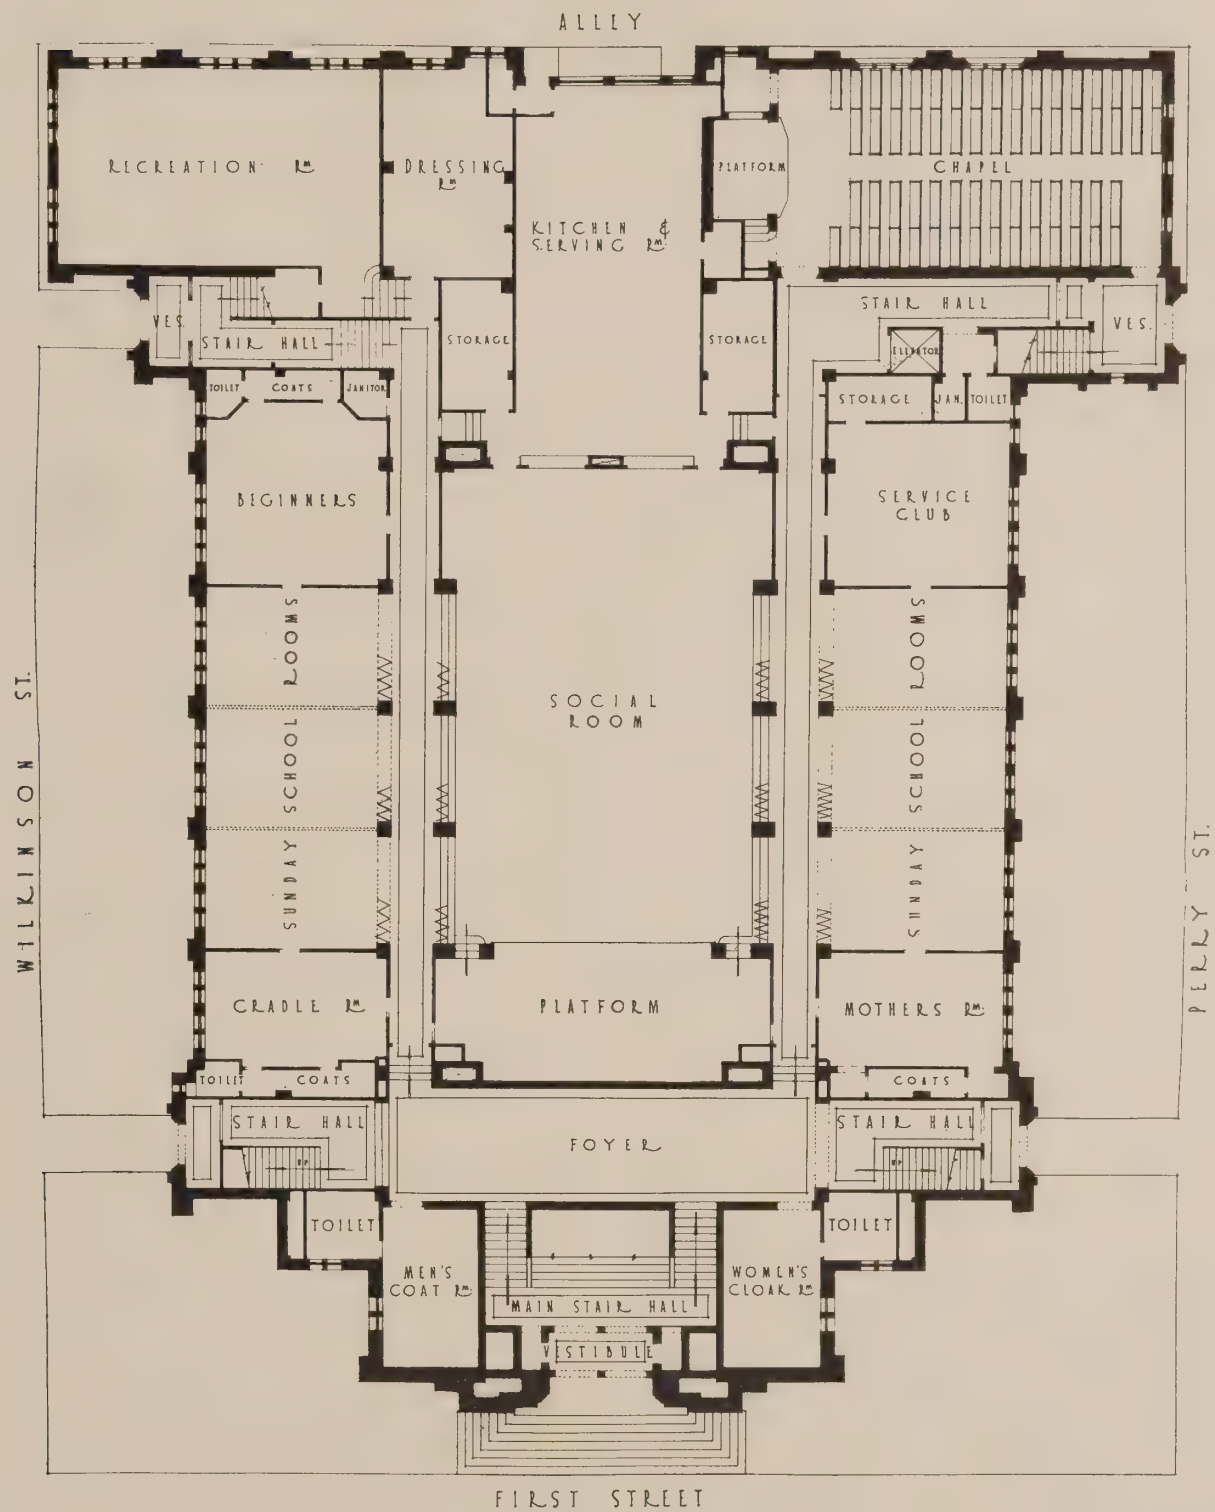 ALLEY
RECREATION RM
DRESSING
RM
KITCHEN &
SERVING RM
PLATFORM
CHAPEL
VES.
STAIR HALL
STORAGE
STORAGE
STAIR HALL
VES.
ELEVATOR
TOILET
COATS
JANITOR
STORAGE
JAN.
TOILET
BEGINNERS
SERVICE
CLUB
SUNDAY SCHOOL ROOMS
SOCIAL
ROOM
SUNDAY SCHOOL ROOMS
WILKINSON ST.
PERRY ST.
CRADLE RM
PLATFORM
MOTHERS RM
TOILET
COATS
COATS
STAIR HALL
UP
FOYER
STAIR HALL
UP
TOILET
MEN'S
COAT RM
WOMEN'S
CLOAK RM
TOILET
MAIN STAIR HALL
VESTIBULE
FIRST STREET